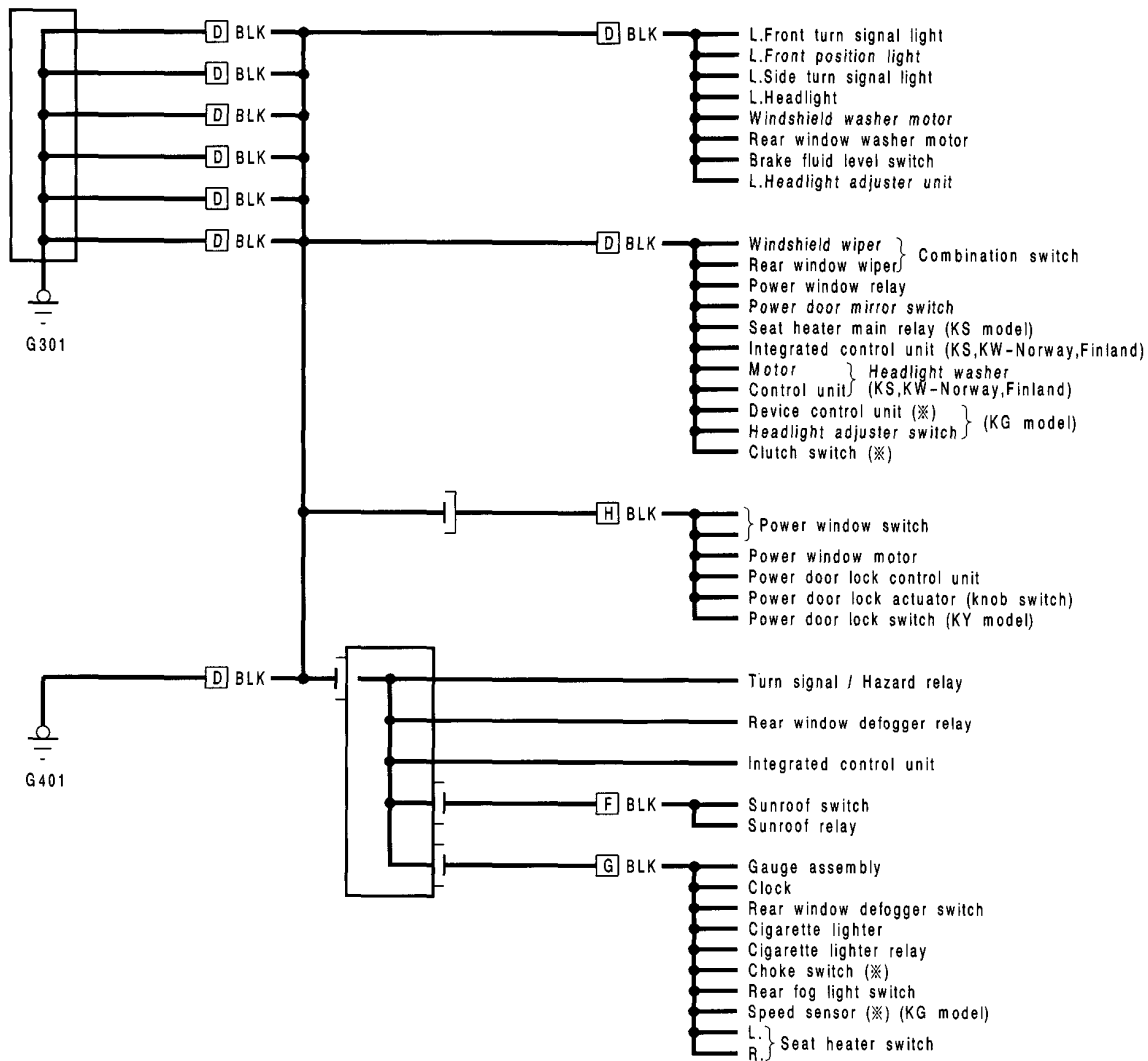 D BLK
D BLK
L.Front turn signal light
L.Front position light
D BLK
L.Side turn signal light
L.Headlight
D BLK
Windshield washer motor
Rear window washer motor
D BLK
Brake fluid level switch
L.Headlight adjuster unit
D BLK
D BLK
D BLK
Windshield wiper
Rear window wiper
Combination switch
Power window relay
Power door mirror switch
G301
Seat heater main relay (KS model)
Integrated control unit (KS,KW-Norway,Finland)
Motor
Control unit
Headlight washer
(KS,KW-Norway,Finland)
Device control unit (※)
Headlight adjuster switch
(KG model)
Clutch switch (※)
H BLK
Power window switch
Power window motor
Power door lock control unit
Power door lock actuator (knob switch)
Power door lock switch (KY model)
D BLK
Turn signal / Hazard relay
Rear window defogger relay
G401
Integrated control unit
F BLK
Sunroof switch
Sunroof relay
G BLK
Gauge assembly
Clock
Rear window defogger switch
Cigarette lighter
Cigarette lighter relay
Choke switch (※)
Rear fog light switch
Speed sensor (※) (KG model)
L.
R.
Seat heater switch